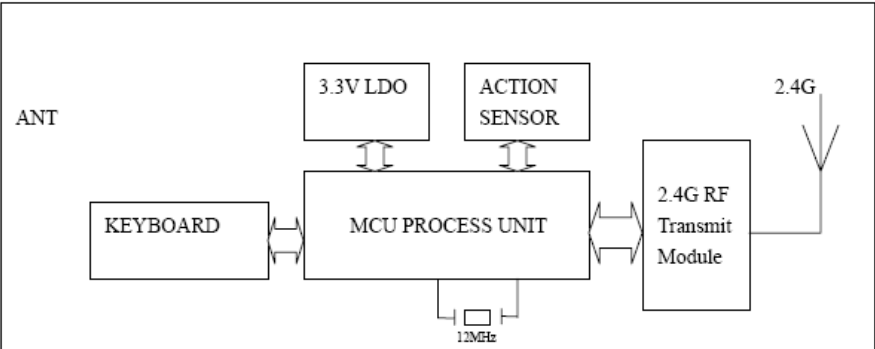 3.3V LDO
ACTION
SENSOR
2.4G
ANT
2.4G RF
Transmit
Module
KEYBOARD
MCU PROCESS UNIT
12MHz